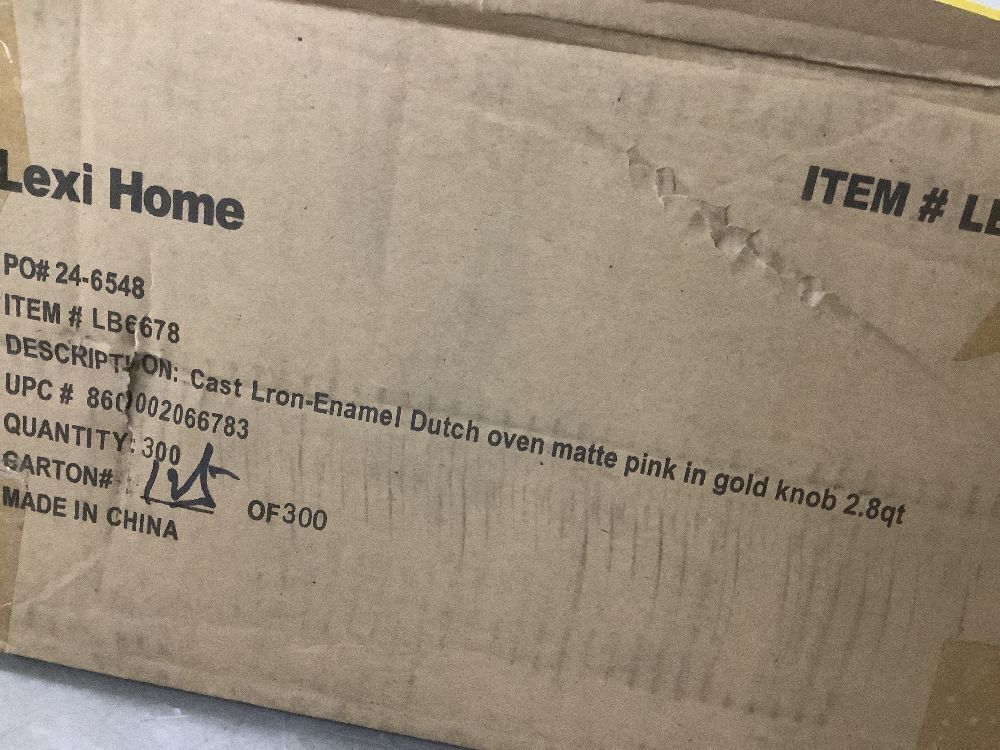 Lexi Home
ITEM # LB
PO# 24-6548
ITEM # LB6678
DESCRIPTION: Cast Lron-Enamel Dutch oven matte pink in gold knob 2.8qt
UPC # 860002066783
QUANTITY: 300
CARTON# OF300
MADE IN CHINA